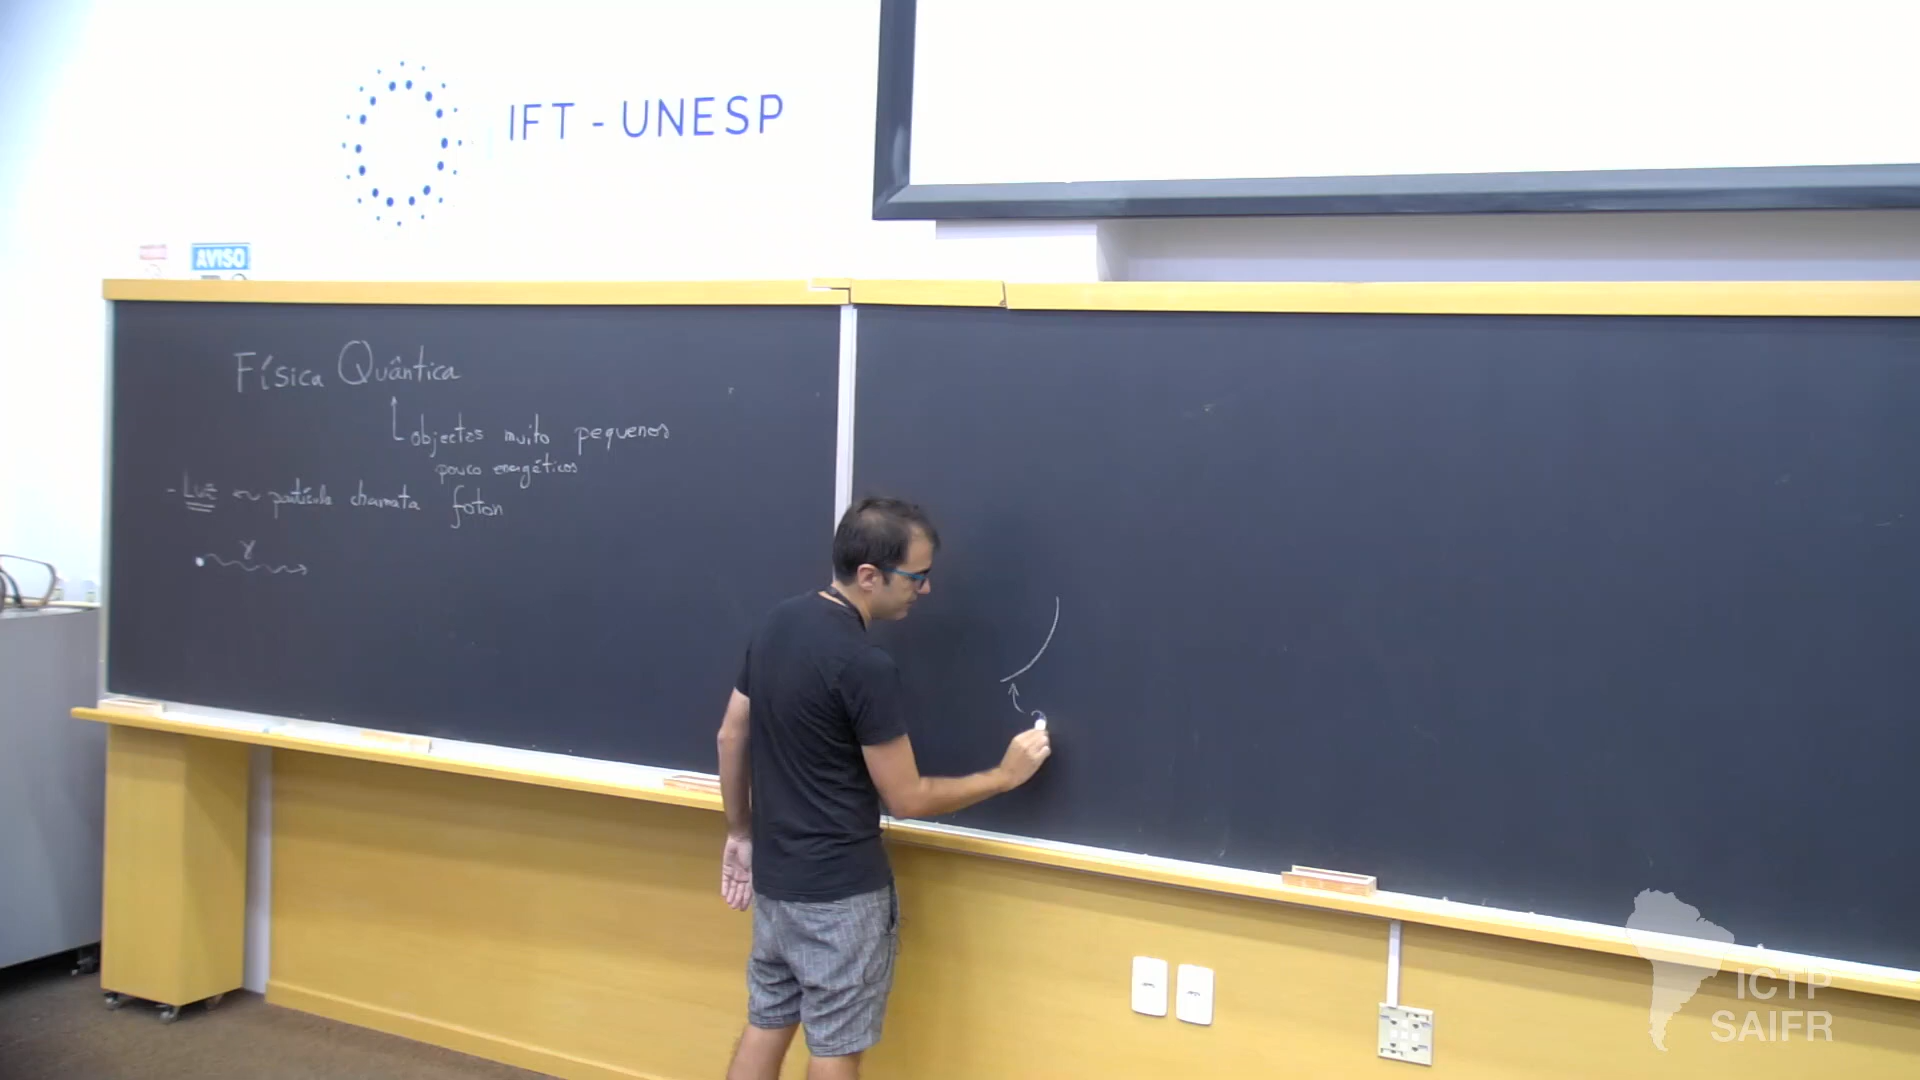 IFT - UNESP
AVISO
Física Quântica
objectos muito pequenos
pouco energéticos
- Luz ~ partícula chamata foton
γ
ICTP
SAIFR